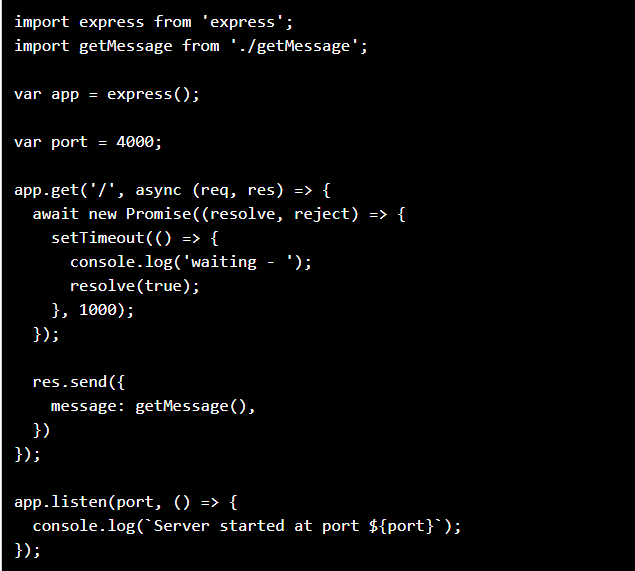 import express from 'express';
import getMessage from './getMessage';

var app = express();

var port = 4000;

app.get('/', async (req, res) => {
  await new Promise((resolve, reject) => {
    setTimeout(() => {
      console.log('waiting - ');
      resolve(true);
    }, 1000);
  });

  res.send({
    message: getMessage(),
  })
});

app.listen(port, () => {
  console.log(`Server started at port ${port}`);
});